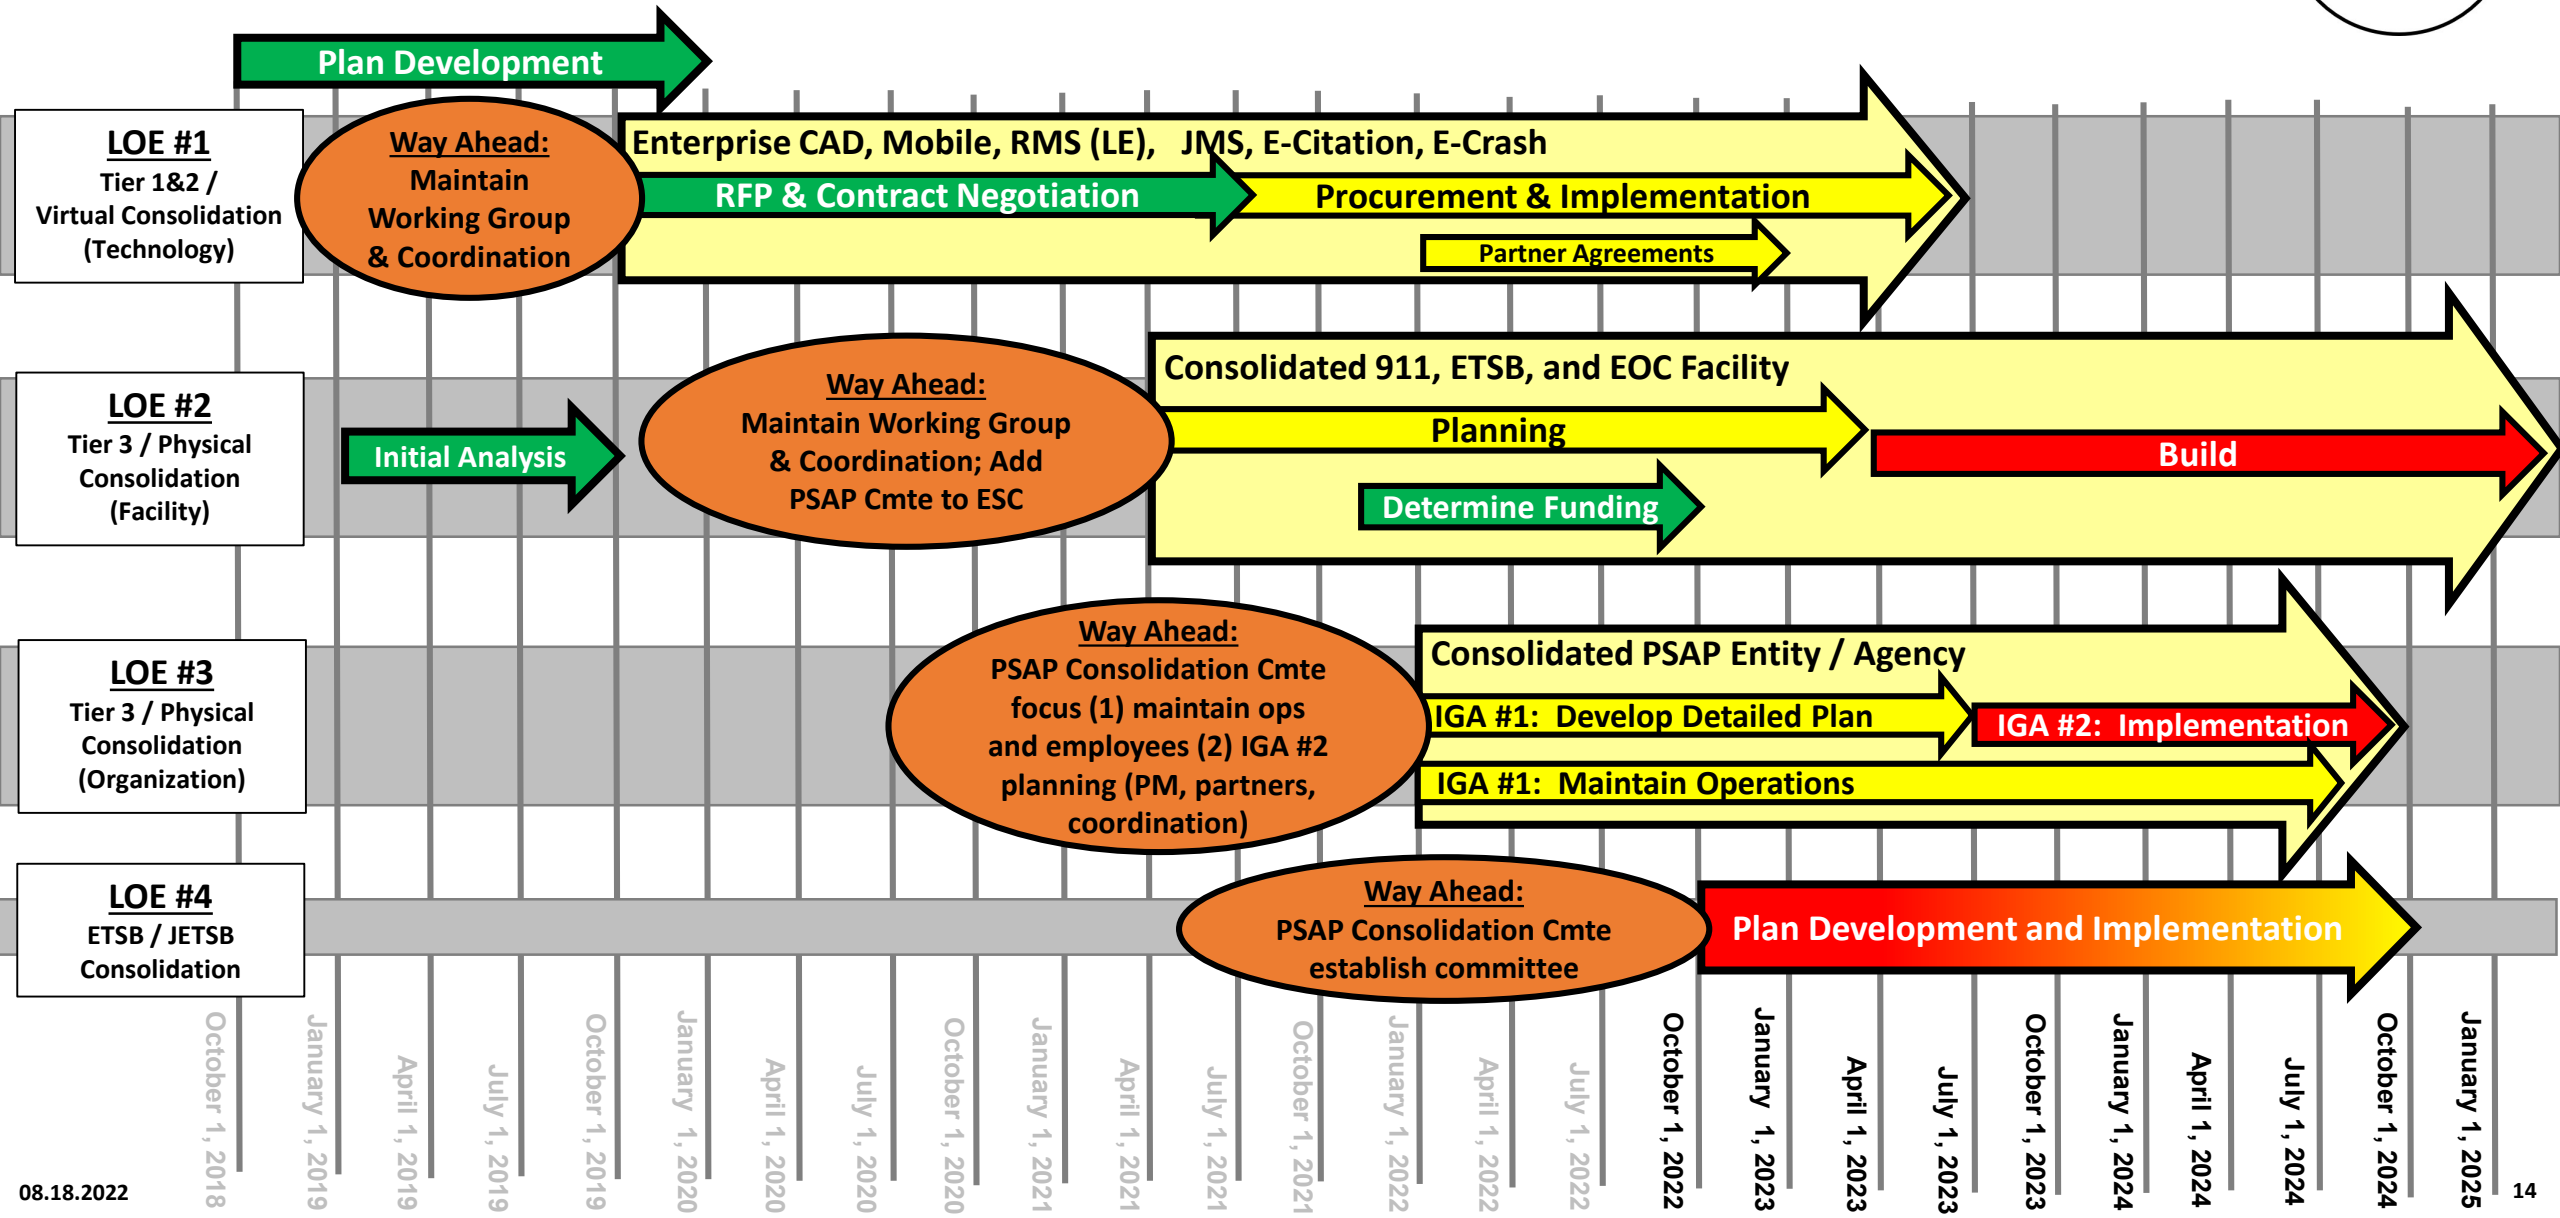 Plan Development
LOE #1
Tier 1&2 /
Virtual Consolidation
(Technology)
Way Ahead:
Maintain
Working Group
& Coordination
Enterprise CAD, Mobile, RMS (LE), JMS, E-Citation, E-Crash
RFP & Contract Negotiation
Procurement & Implementation
Partner Agreements
LOE #2
Tier 3 / Physical
Consolidation
(Facility)
Initial Analysis
Way Ahead:
Maintain Working Group
& Coordination; Add
PSAP Cmte to ESC
Consolidated 911, ETSB, and EOC Facility
Planning
Build
Determine Funding
LOE #3
Tier 3 / Physical
Consolidation
(Organization)
Way Ahead:
PSAP Consolidation Cmte
focus (1) maintain ops
and employees (2) IGA #2
planning (PM, partners,
coordination)
Consolidated PSAP Entity / Agency
IGA #1: Develop Detailed Plan
IGA #2: Implementation
IGA #1: Maintain Operations
LOE #4
ETSB / JETSB
Consolidation
Way Ahead:
PSAP Consolidation Cmte
establish committee
Plan Development and Implementation
October 1, 2018
January 1, 2019
April 1, 2019
July 1, 2019
October 1, 2019
January 1, 2020
April 1, 2020
July 1, 2020
October 1, 2020
January 1, 2021
April 1, 2021
July 1, 2021
October 1, 2021
January 1, 2022
April 1, 2022
July 1, 2022
October 1, 2022
January 1, 2023
April 1, 2023
July 1, 2023
October 1, 2023
January 1, 2024
April 1, 2024
July 1, 2024
October 1, 2024
January 1, 2025
08.18.2022
14